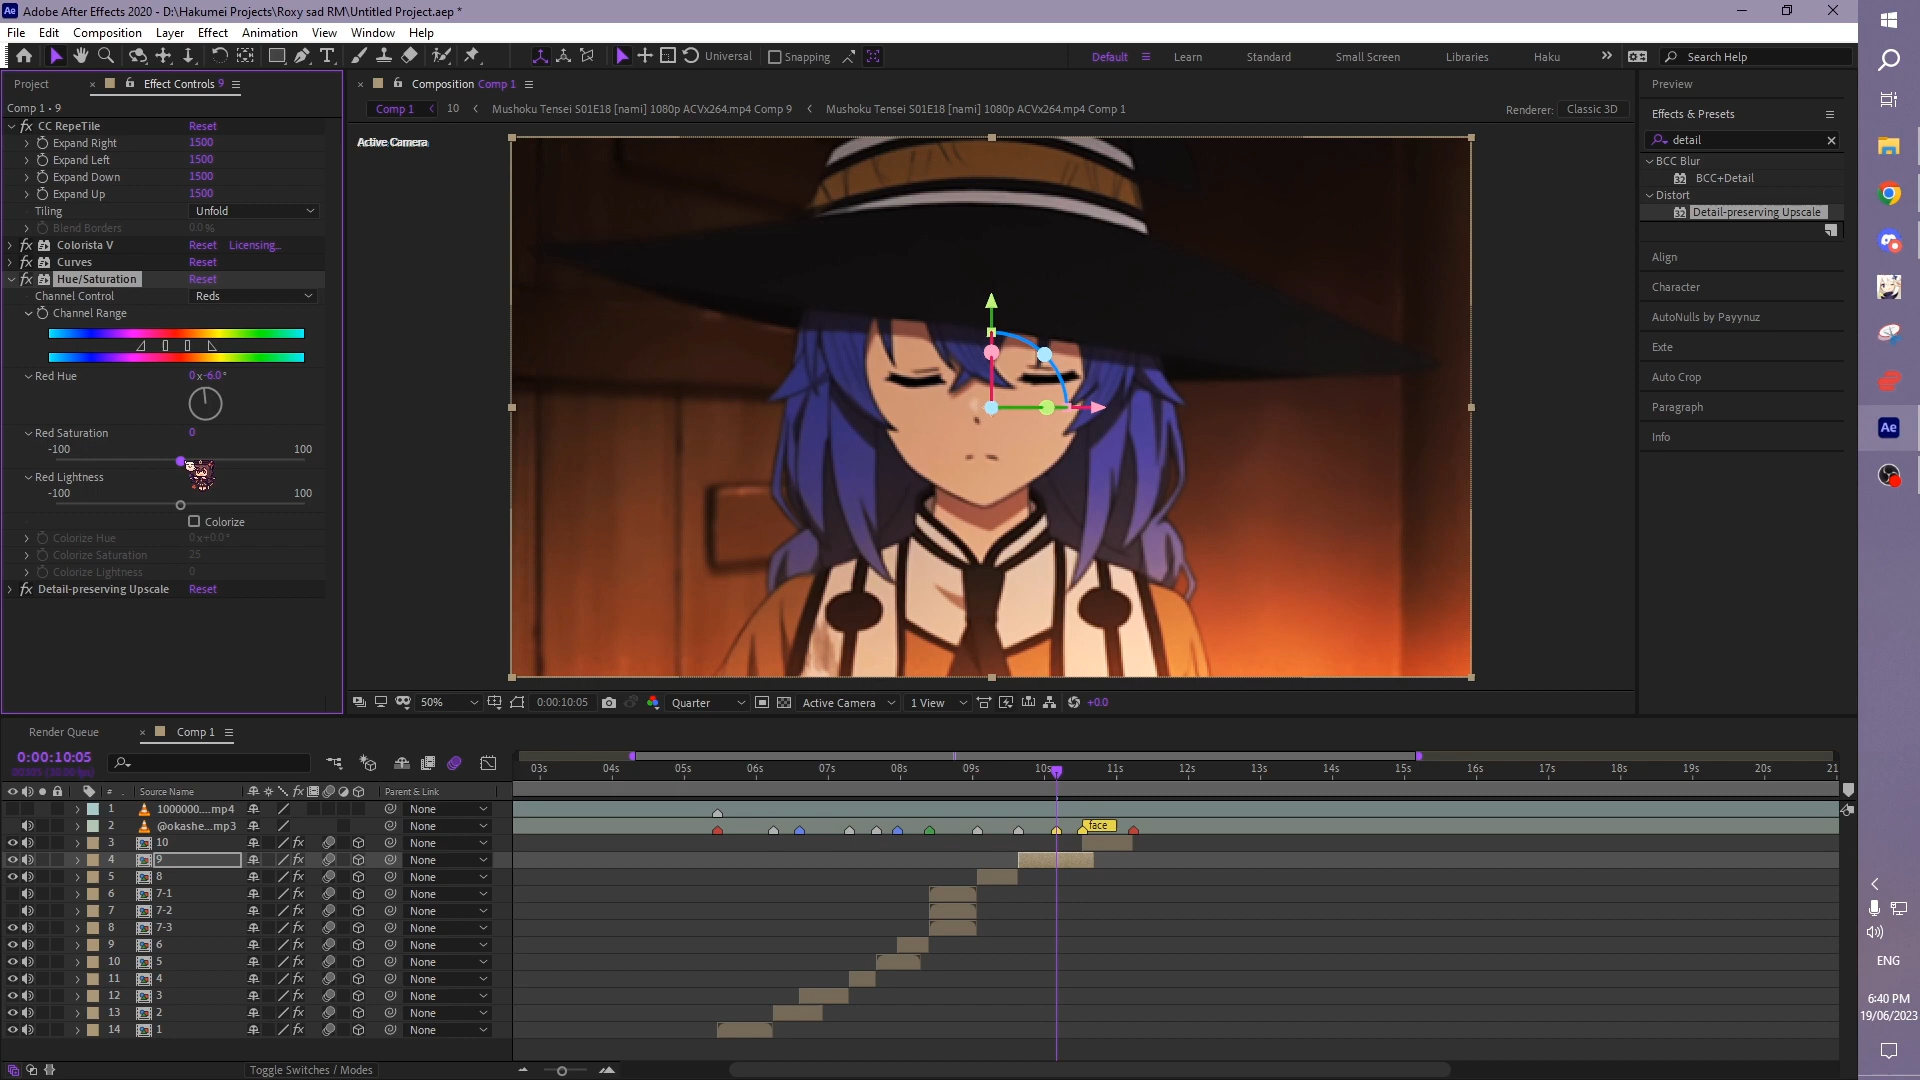 Adobe After Effects 2020 - D:\Hakumei Projects\Roxy sad RM\Untitled Project.aep *
File Edit Composition Layer Effect Animation View Window Help
Universal Snapping Default Learn Standard Small Screen Libraries Haku Search Help
Project Effect Controls 9
Comp 1 • 9
CC RepeTile Reset
Expand Right 1500
Expand Left 1500
Expand Down 1500
Expand Up 1500
Tiling Unfold
Blend Borders 0.0%
Colorista V Reset Licensing...
Curves Reset
Hue/Saturation Reset
Channel Control Reds
Channel Range
Red Hue 0x-6.0°
Red Saturation 0
-100 100
Red Lightness
-100 100
Colorize
Colorize Hue 0x+0.0°
Colorize Saturation 25
Colorize Lightness 0
Detail-preserving Upscale Reset
Composition Comp 1
Comp 1 10 Mushoku Tensei S01E18 [nami] 1080p ACVx264.mp4 Comp 9 Mushoku Tensei S01E18 [nami] 1080p ACVx264.mp4 Comp 1
Renderer: Classic 3D
Active Camera
50% 0:00:10:05 Quarter Active Camera 1 View +0.0
Preview
Effects & Presets
detail
BCC Blur
32 BCC+Detail
Distort
32 Detail-preserving Upscale
Align
Character
AutoNulls by Payynuz
Exte
Auto Crop
Paragraph
Info
Render Queue Comp 1
0:00:10:05
# Source Name Parent & Link
03s 04s 05s 06s 07s 08s 09s 10s 11s 12s 13s 14s 15s 16s 17s 18s 19s 20s 21
1 1000000....mp4 None
2 @okashe...mp3 None
face
3 10 None
4 9 None
5 8 None
6 7-1 None
7 7-2 None
8 7-3 None
9 6 None
10 5 None
11 4 None
12 3 None
13 2 None
14 1 None
Toggle Switches / Modes
Ae
ENG
6:40 PM
19/06/2023